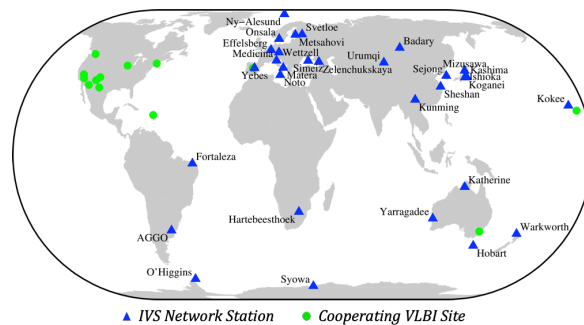 Ny−Alesund
Onsala
Svetloe
Effelsberg
Metsahovi
Medicina
Wettzell
Badary
Urumqi
Simeiz
Zelenchukskaya
Mizusawa
Sejong
Kashima
Ishioka
Koganei
Yebes
Matera
Noto
Sheshan
Kunming
Kokee
Fortaleza
Katherine
Hartebeesthoek
Yarragadee
AGGO
Warkworth
Hobart
O’Higgins
Syowa
IVS Network Station
Cooperating VLBI Site